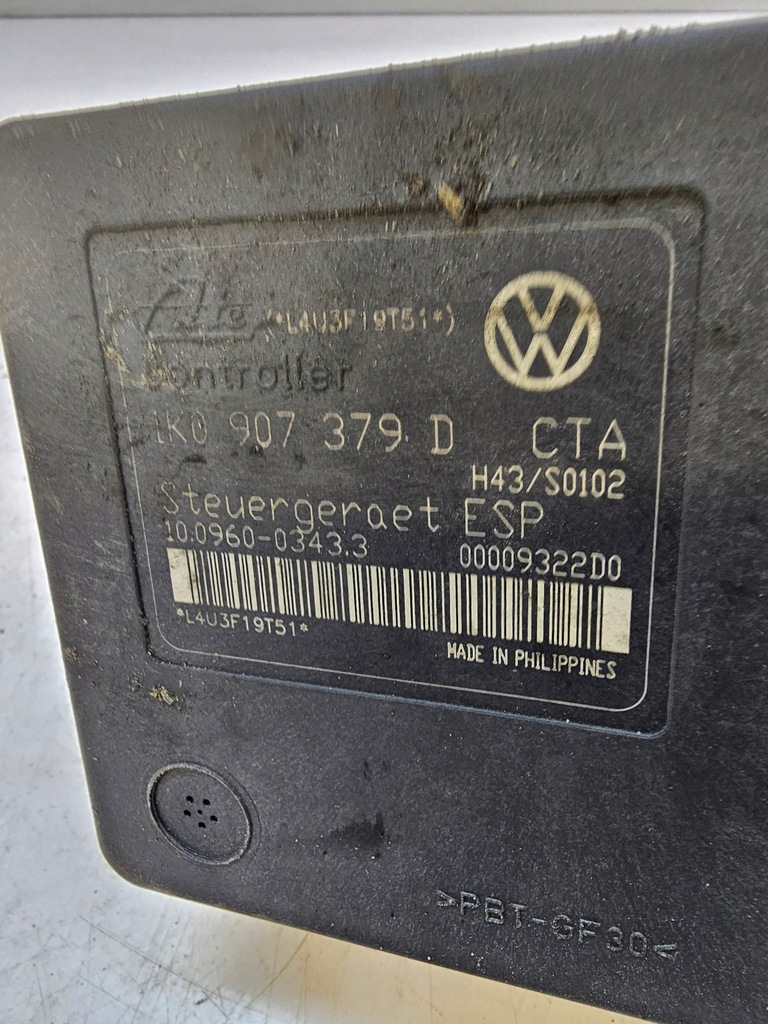 Ate (*L4U3F19T51*)
Controller
1K0 907 379 D CTA
H43/S0102
Steuergeraet ESP
10.0960-0343.3 00009322D0
*L4U3F19T51*
MADE IN PHILIPPINES
>PBT-GF30<